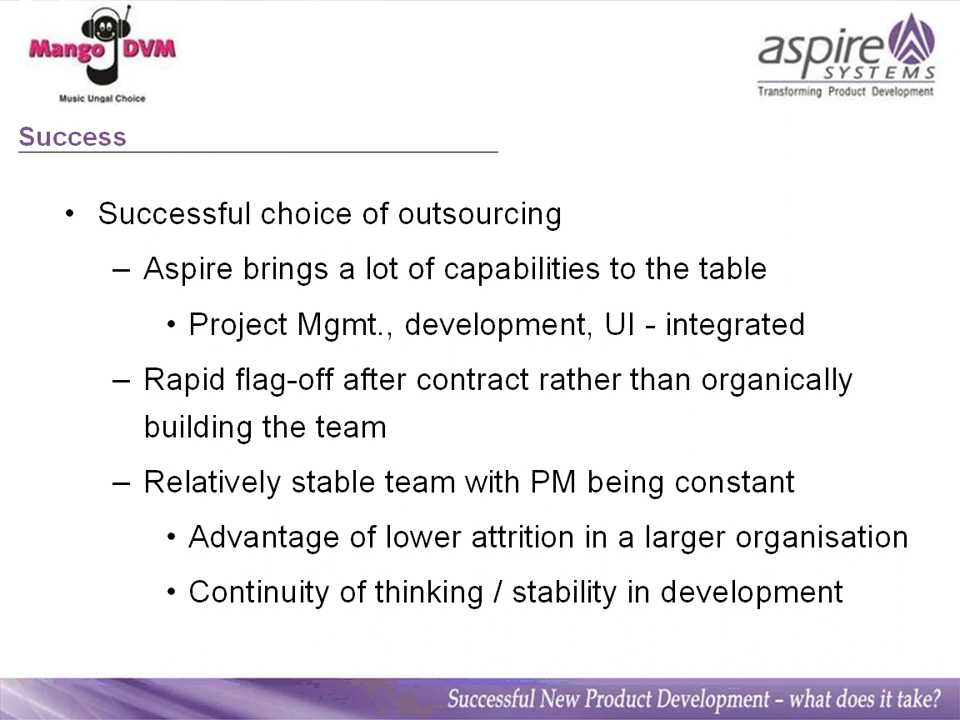 Mango DVM
Music Ungal Choice
aspire
SYSTEMS
Transforming Product Development
Success
• Successful choice of outsourcing
– Aspire brings a lot of capabilities to the table
• Project Mgmt., development, UI - integrated
– Rapid flag-off after contract rather than organically
building the team
– Relatively stable team with PM being constant
• Advantage of lower attrition in a larger organisation
• Continuity of thinking / stability in development
Successful New Product Development – what does it take?